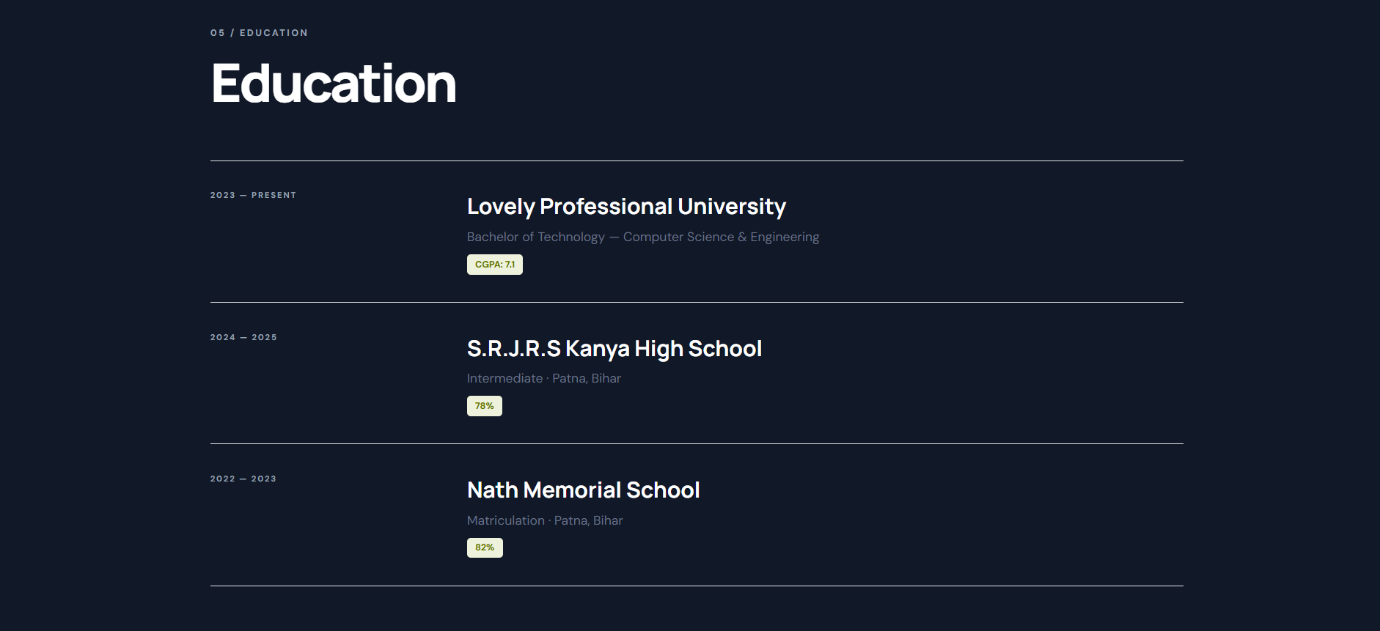 05 / EDUCATION
Education
2023 — PRESENT
Lovely Professional University
Bachelor of Technology — Computer Science & Engineering
CGPA: 7.1
2024 — 2025
S.R.J.R.S Kanya High School
Intermediate · Patna, Bihar
78%
2022 — 2023
Nath Memorial School
Matriculation · Patna, Bihar
82%